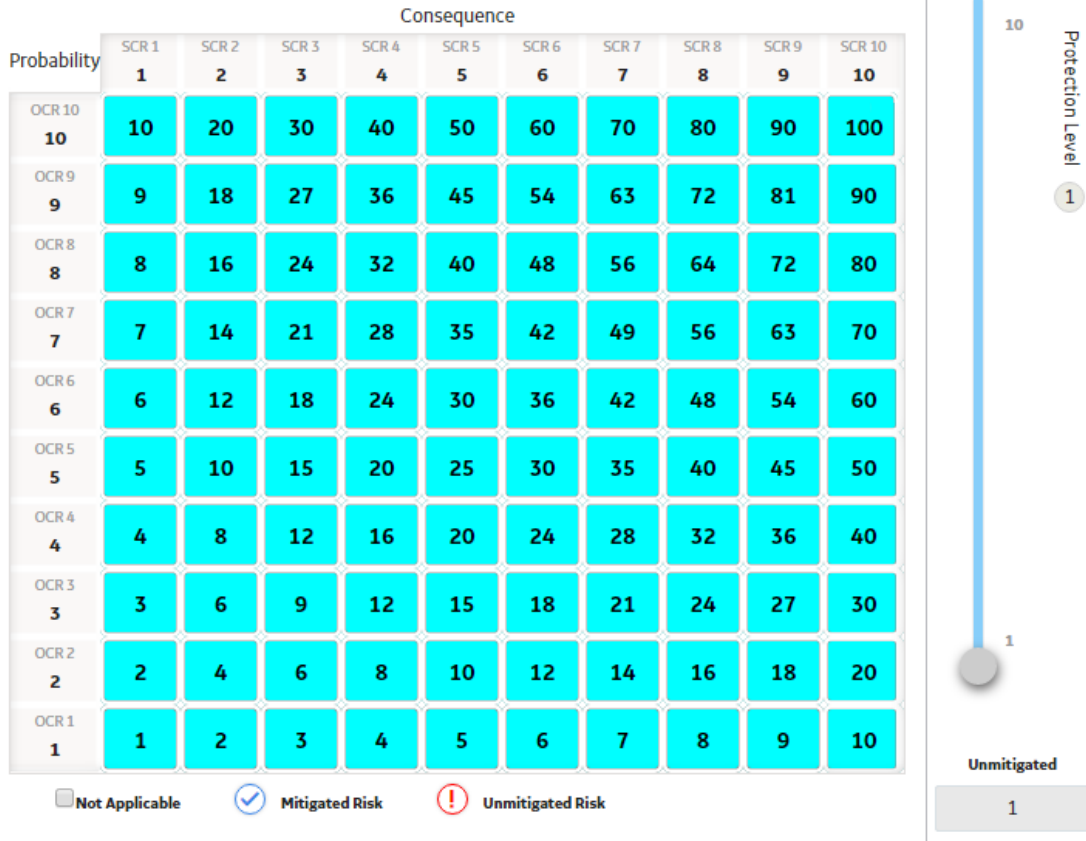 Consequence
Probability
SCR 1 SCR 2 SCR 3 SCR 4 SCR 5 SCR 6 SCR 7 SCR 8 SCR 9 SCR 10
1 2 3 4 5 6 7 8 9 10
OCR 10
10 10 20 30 40 50 60 70 80 90 100
OCR 9
9 9 18 27 36 45 54 63 72 81 90
OCR 8
8 8 16 24 32 40 48 56 64 72 80
OCR 7
7 7 14 21 28 35 42 49 56 63 70
OCR 6
6 6 12 18 24 30 36 42 48 54 60
OCR 5
5 5 10 15 20 25 30 35 40 45 50
OCR 4
4 4 8 12 16 20 24 28 32 36 40
OCR 3
3 3 6 9 12 15 18 21 24 27 30
OCR 2
2 2 4 6 8 10 12 14 16 18 20
OCR 1
1 1 2 3 4 5 6 7 8 9 10
Not Applicable Mitigated Risk Unmitigated Risk
10
Protection Level
1
1
Unmitigated
1